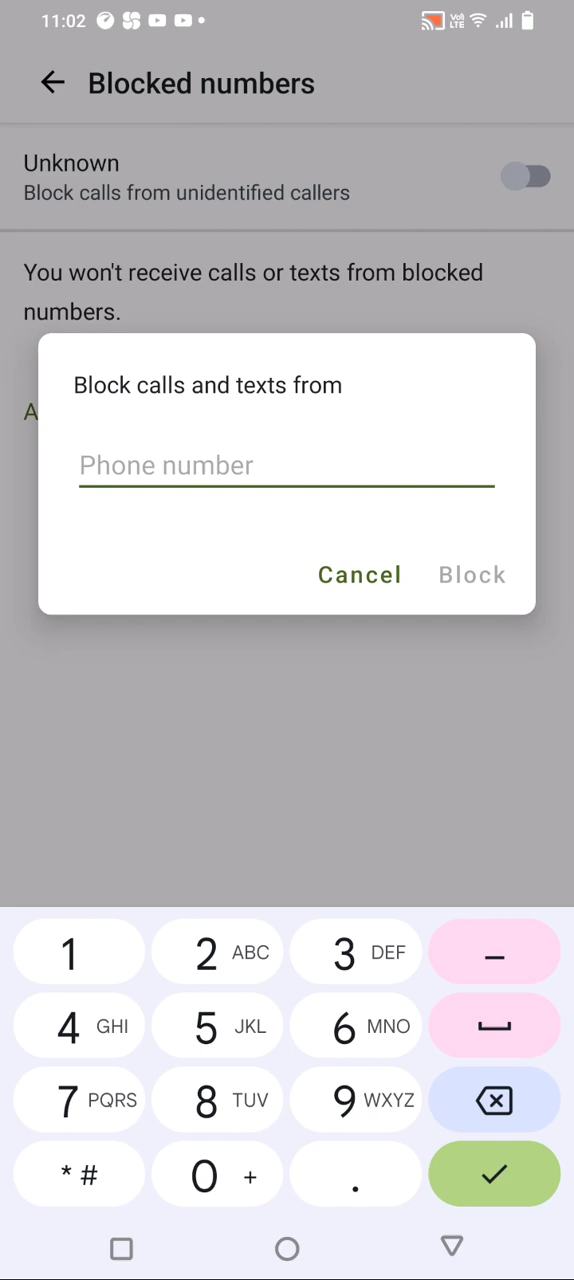 11:02 Vo) LTE
Blocked numbers
Unknown
Block calls from unidentified callers
You won't receive calls or texts from blocked
numbers.
A
Block calls and texts from
Phone number
Cancel Block
1 2 ABC 3 DEF –
4 GHI 5 JKL 6 MNO
7 PQRS 8 TUV 9 WXYZ
* # 0 + .